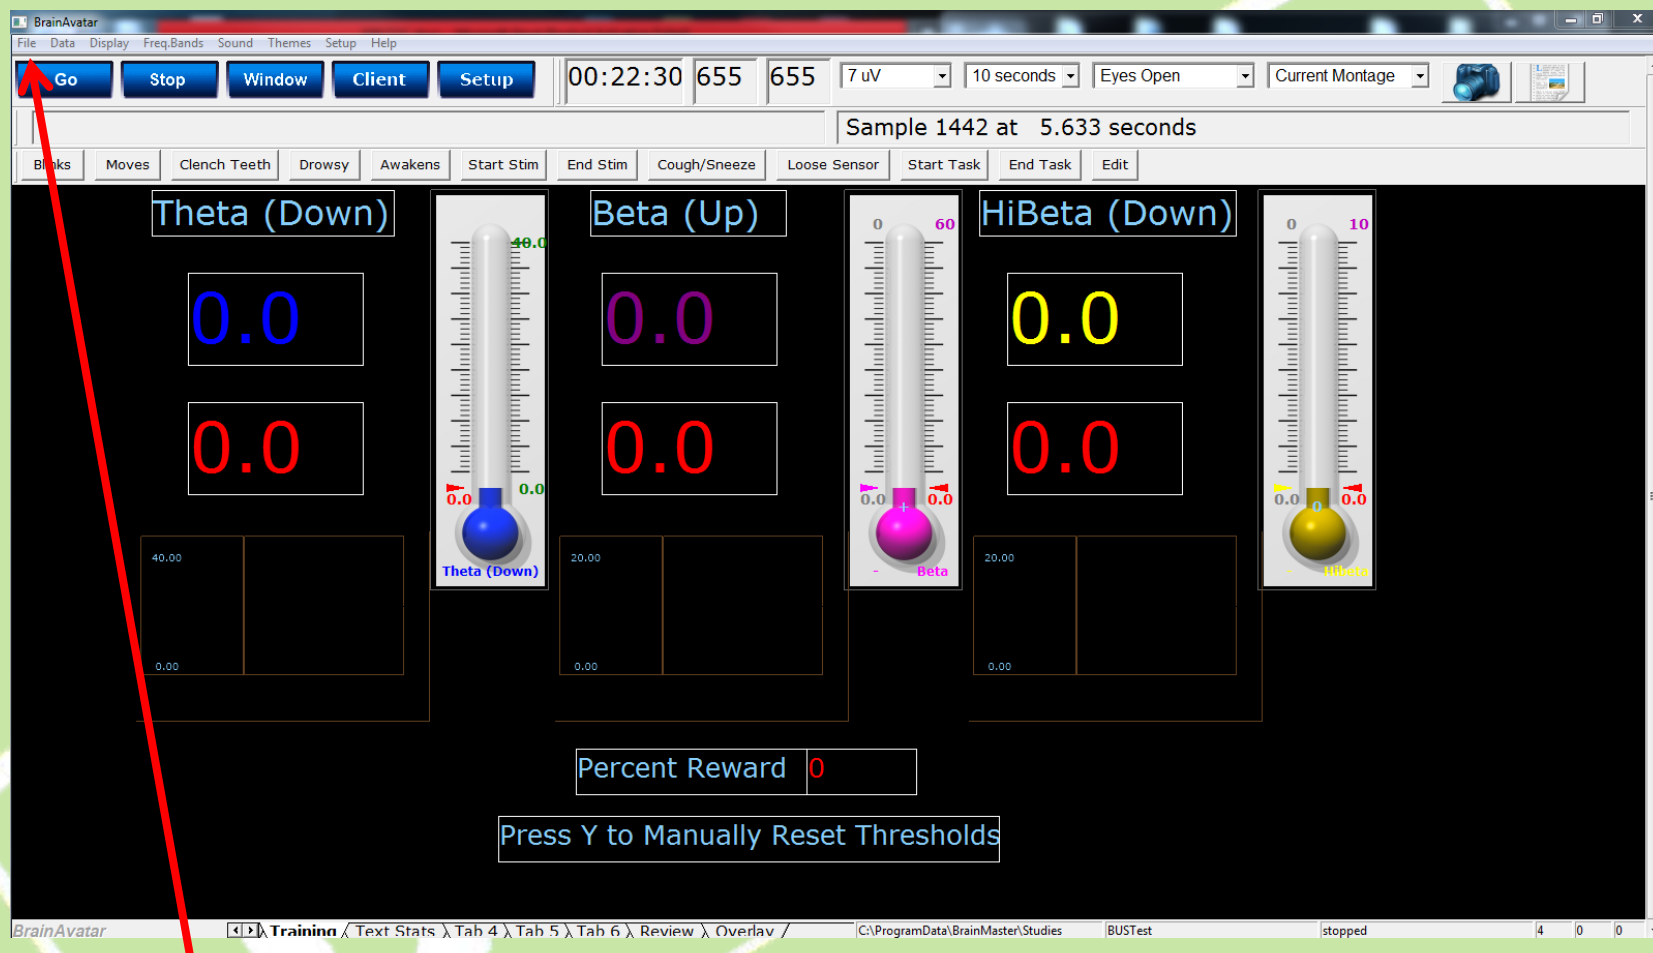 BrainAvatar
File Data Display Freq.Bands Sound Themes Setup Help
Go Stop Window Client Setup 00:22:30 655 655 7 uV 10 seconds Eyes Open Current Montage
Sample 1442 at 5.633 seconds
Blinks Moves Clench Teeth Drowsy Awakens Start Stim End Stim Cough/Sneeze Loose Sensor Start Task End Task Edit
Theta (Down) Beta (Up) HiBeta (Down)
40.0 0 60 0 10
0.0 0.0 0.0
0.0 0.0 0.0
0.0 0.0 0.0 0.0 0.0 0.0
+ 0
40.00 20.00 20.00
Theta (Down) - Beta - Hibeta
0.00 0.00 0.00
Percent Reward 0
Press Y to Manually Reset Thresholds
BrainAvatar Training Text Stats Tab 4 Tab 5 Tab 6 Review Overlay C:\ProgramData\BrainMaster\Studies BUSTest stopped 4 0 0